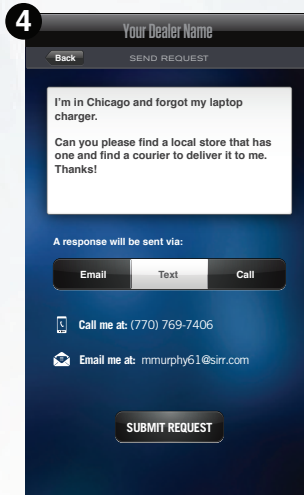 4
Your Dealer Name
Back
SEND REQUEST
I'm in Chicago and forgot my laptop
charger.
Can you please find a local store that has
one and find a courier to deliver it to me.
Thanks!
A response will be sent via:
Email Text Call
Call me at: (770) 769-7406
Email me at: mmurphy61@sirr.com
SUBMIT REQUEST